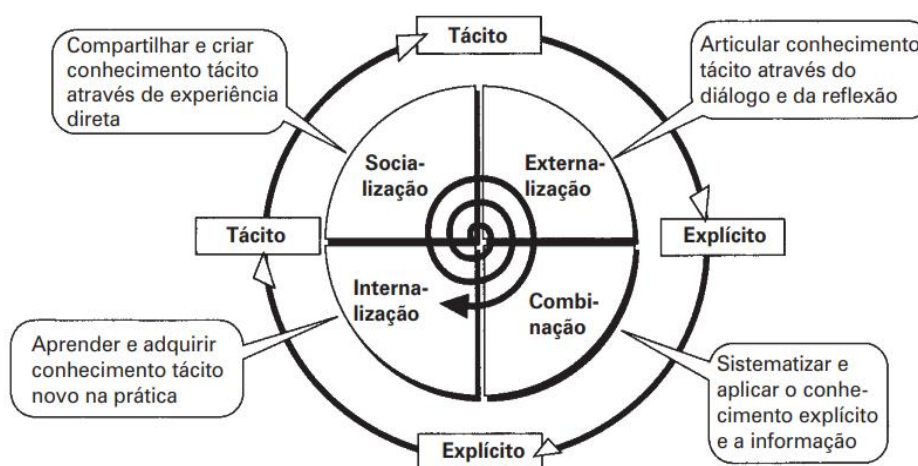 Tácito
Compartilhar e criar
conhecimento tácito
através de experiência
direta
Articular conhecimento
tácito através do
diálogo e da reflexão
Socia-
lização
Externa-
lização
Tácito
Explícito
Interna-
lização
Combi-
nação
Aprender e adquirir
conhecimento tácito
novo na prática
Sistematizar e
aplicar o conhe-
cimento explícito
e a informação
Explícito